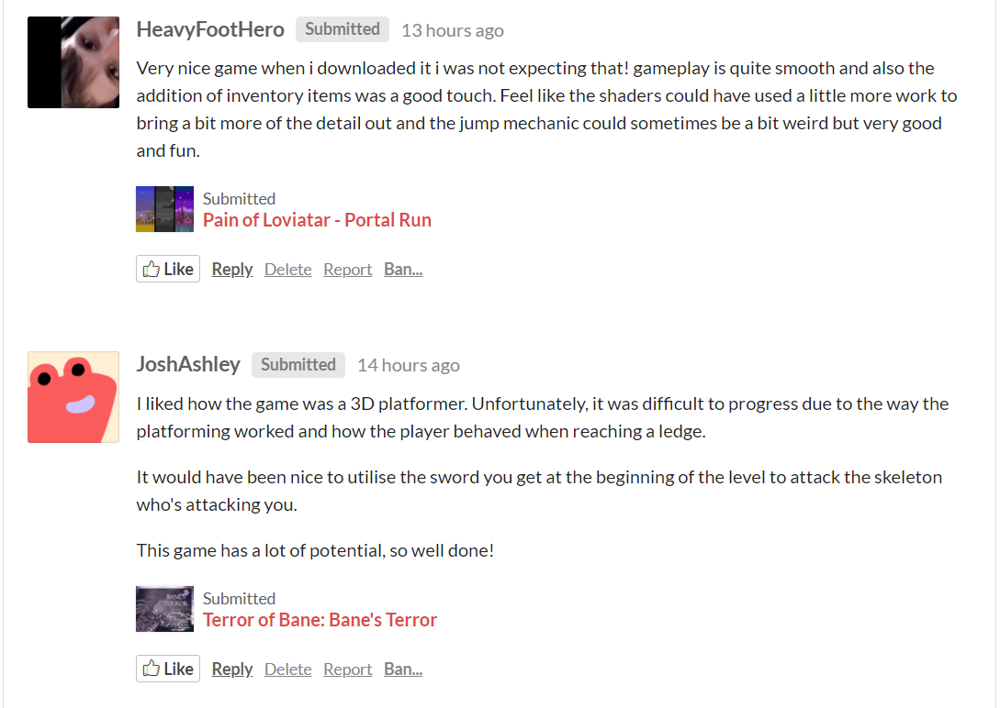 HeavyFootHero Submitted 13 hours ago
Very nice game when i downloaded it i was not expecting that! gameplay is quite smooth and also the
addition of inventory items was a good touch. Feel like the shaders could have used a little more work to
bring a bit more of the detail out and the jump mechanic could sometimes be a bit weird but very good
and fun.
Submitted
Pain of Loviatar - Portal Run
Like Reply Delete Report Ban...
JoshAshley Submitted 14 hours ago
I liked how the game was a 3D platformer. Unfortunately, it was difficult to progress due to the way the
platforming worked and how the player behaved when reaching a ledge.
It would have been nice to utilise the sword you get at the beginning of the level to attack the skeleton
who's attacking you.
This game has a lot of potential, so well done!
BANE'S
TERROR
Submitted
Terror of Bane: Bane's Terror
Like Reply Delete Report Ban...